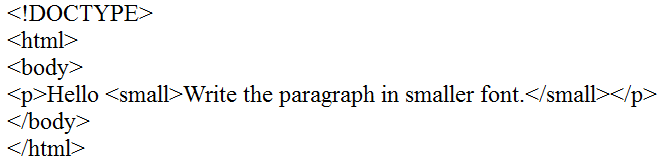 <!DOCTYPE>
<html>
<body>
<p>Hello <small>Write the paragraph in smaller font.</small></p>
</body>
</html>